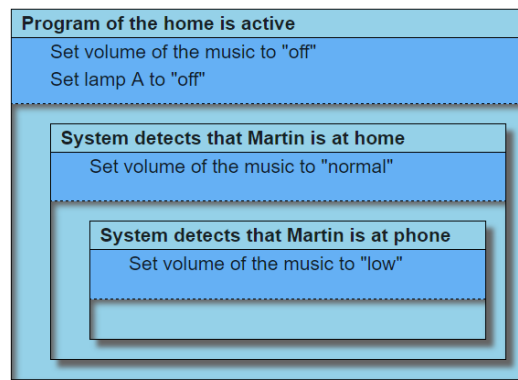 Program of the home is active
Set volume of the music to "off"
Set lamp A to "off"
System detects that Martin is at home
Set volume of the music to "normal"
System detects that Martin is at phone
Set volume of the music to "low"